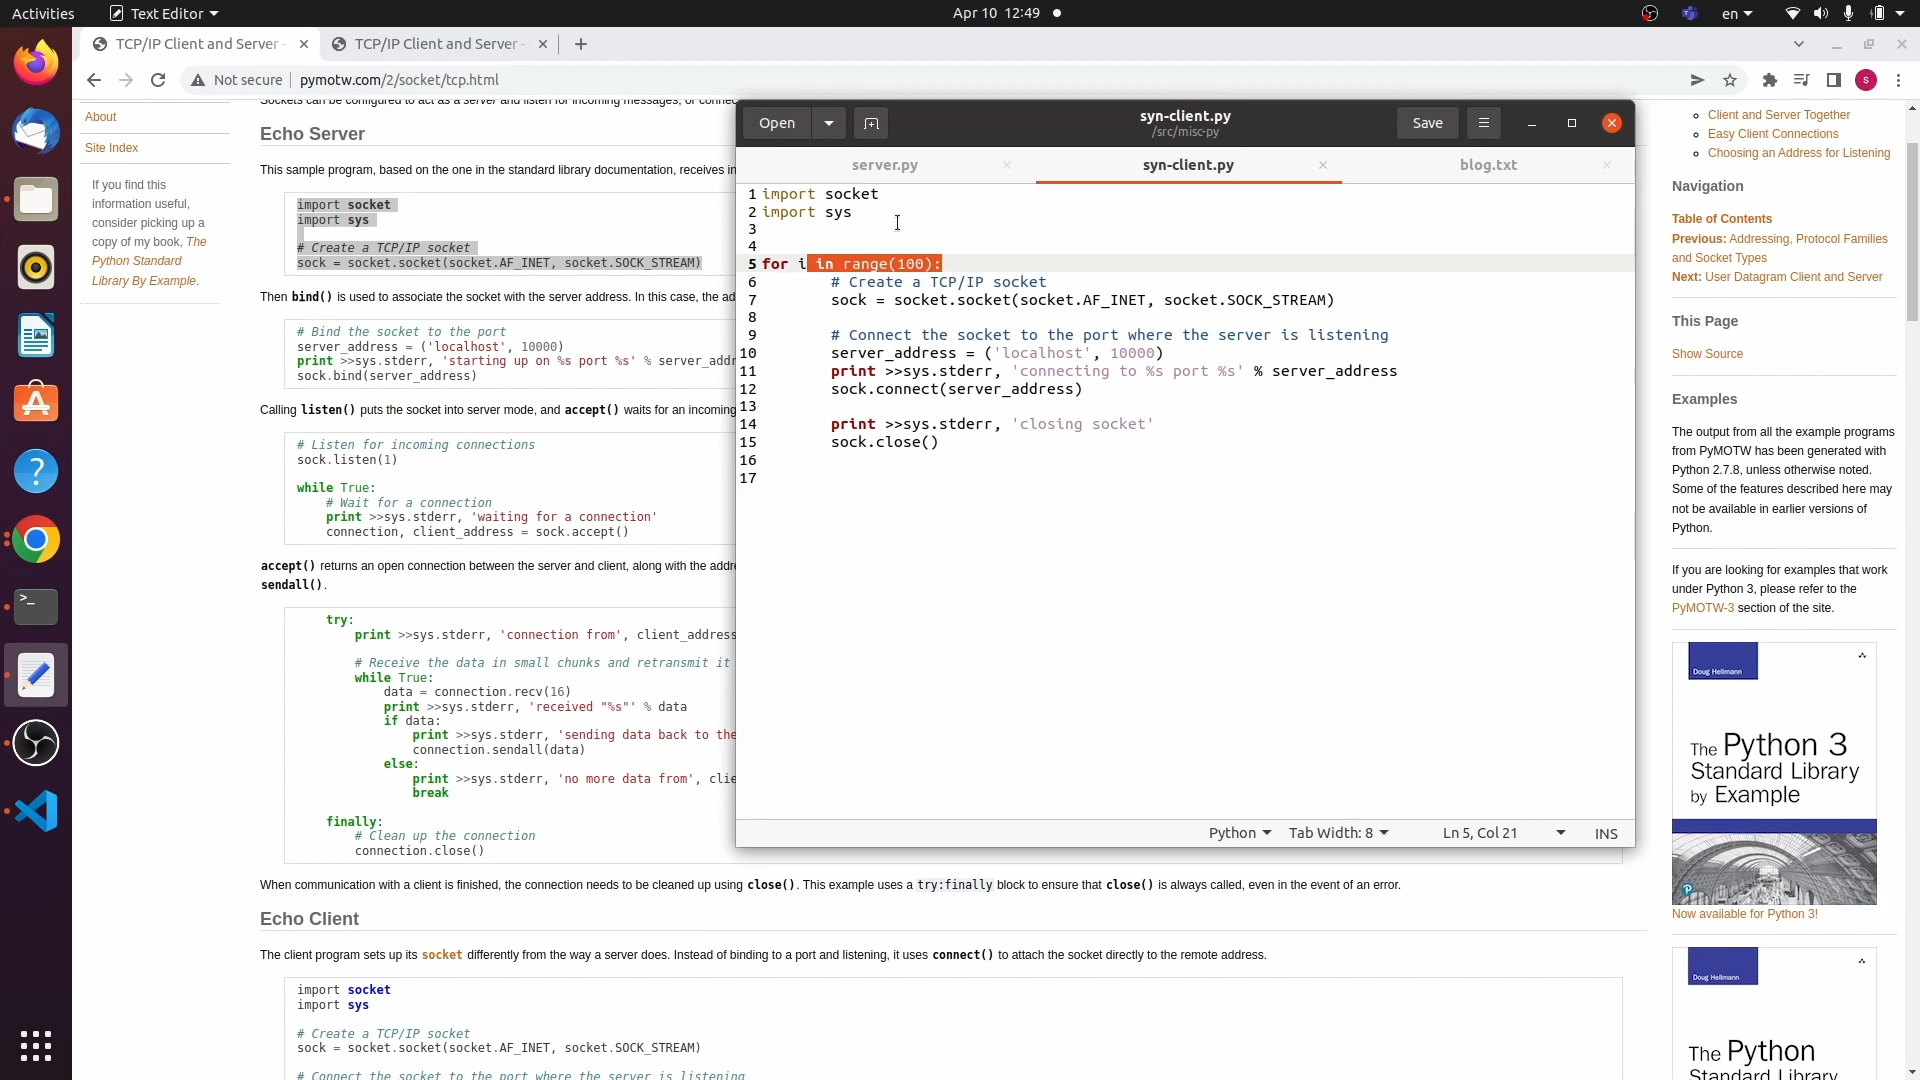 Activities
Text Editor
Apr 10 12:49
en
TCP/IP Client and Server -
TCP/IP Client and Server -
Not secure
pymotw.com/2/socket/tcp.html
S
About
Site Index
If you find this
information useful,
consider picking up a
copy of my book, The
Python Standard
Library By Example.
Sockets can be configured to act as a server and listen for incoming messages, or connec
Echo Server
This sample program, based on the one in the standard library documentation, receives in
import socket
import sys
# Create a TCP/IP socket
sock = socket.socket(socket.AF_INET, socket.SOCK_STREAM)
Then bind() is used to associate the socket with the server address. In this case, the ad
# Bind the socket to the port
server_address = ('localhost', 10000)
print >>sys.stderr, 'starting up on %s port %s' % server_addr
sock.bind(server_address)
Calling listen() puts the socket into server mode, and accept() waits for an incoming
# Listen for incoming connections
sock.listen(1)
while True:
# Wait for a connection
print >>sys.stderr, 'waiting for a connection'
connection, client_address = sock.accept()
accept() returns an open connection between the server and client, along with the addre
sendall().
try:
print >>sys.stderr, 'connection from', client_address
# Receive the data in small chunks and retransmit it
while True:
data = connection.recv(16)
print >>sys.stderr, 'received "%s"' % data
if data:
print >>sys.stderr, 'sending data back to the
connection.sendall(data)
else:
print >>sys.stderr, 'no more data from', clie
break
finally:
# Clean up the connection
connection.close()
When communication with a client is finished, the connection needs to be cleaned up using close(). This example uses a try:finally block to ensure that close() is always called, even in the event of an error.
Echo Client
The client program sets up its socket differently from the way a server does. Instead of binding to a port and listening, it uses connect() to attach the socket directly to the remote address.
import socket
import sys
# Create a TCP/IP socket
sock = socket.socket(socket.AF_INET, socket.SOCK_STREAM)
# Connect the socket to the port where the server is listening
Open
syn-client.py
/src/misc-py
Save
server.py
syn-client.py
blog.txt
1 import socket
2 import sys
3
4
5 for i in range(100):
6 # Create a TCP/IP socket
7 sock = socket.socket(socket.AF_INET, socket.SOCK_STREAM)
8
9 # Connect the socket to the port where the server is listening
10 server_address = ('localhost', 10000)
11 print >>sys.stderr, 'connecting to %s port %s' % server_address
12 sock.connect(server_address)
13
14 print >>sys.stderr, 'closing socket'
15 sock.close()
16
17
Python
Tab Width: 8
Ln 5, Col 21
INS
Client and Server Together
Easy Client Connections
Choosing an Address for Listening
Navigation
Table of Contents
Previous: Addressing, Protocol Families
and Socket Types
Next: User Datagram Client and Server
This Page
Show Source
Examples
The output from all the example programs
from PyMOTW has been generated with
Python 2.7.8, unless otherwise noted.
Some of the features described here may
not be available in earlier versions of
Python.
If you are looking for examples that work
under Python 3, please refer to the
PyMOTW-3 section of the site.
Doug Hellmann
The Python 3
Standard Library
by Example
Now available for Python 3!
Doug Hellmann
The Python
Standard Library